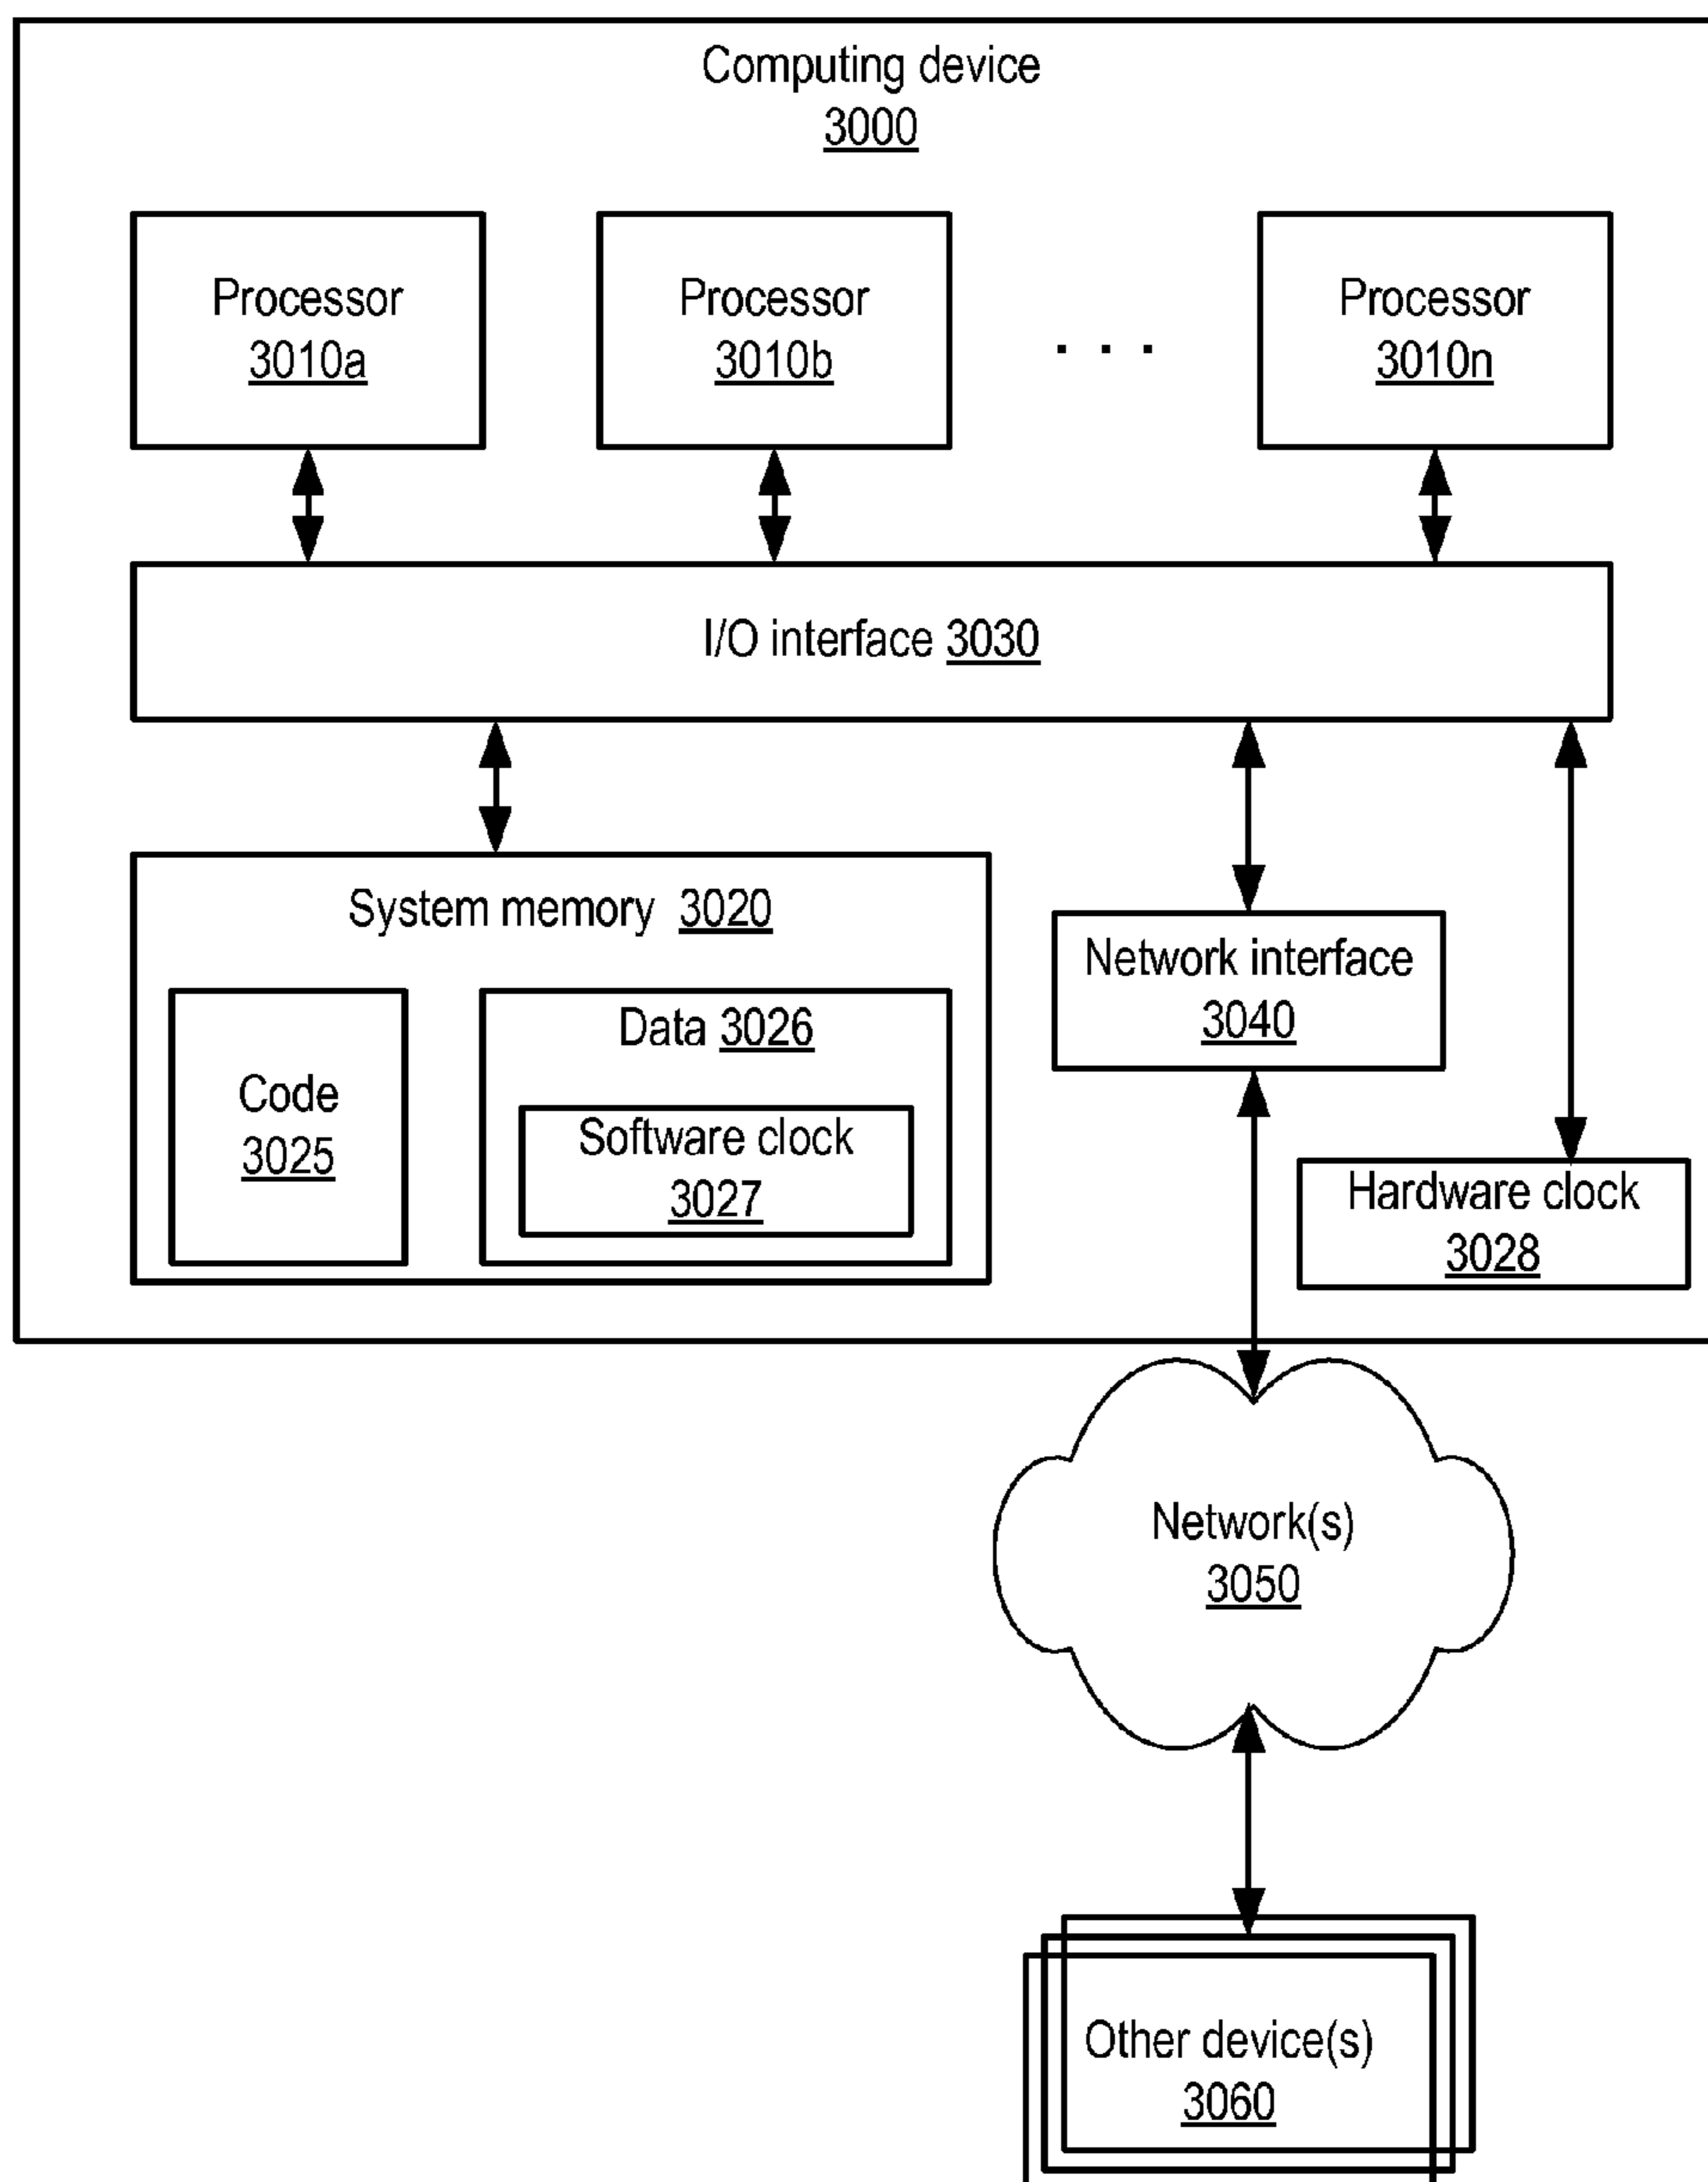 Computing device
3000
Processor
3010a
Processor
3010b
. . .
Processor
3010n
I/O interface 3030
System memory 3020
Code
3025
Data 3026
Software clock
3027
Network interface
3040
Hardware clock
3028
Network(s)
3050
Other device(s)
3060